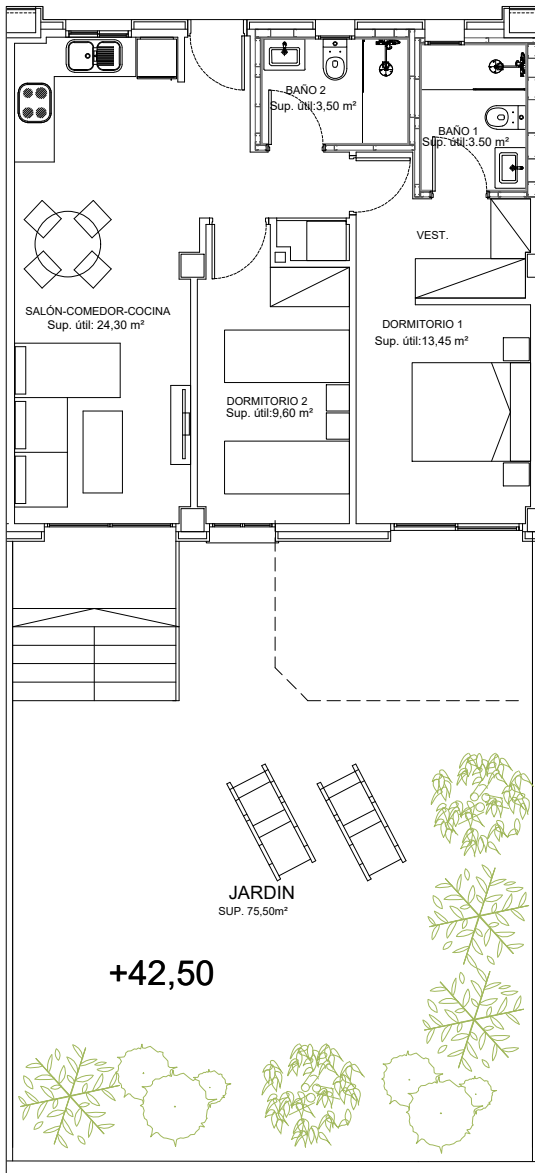 BAÑO 2
Sup. útil:3,50 m²
BAÑO 1
Sup. útil:3.50 m²
VEST.
SALÓN-COMEDOR-COCINA
Sup. útil: 24,30 m²
DORMITORIO 1
Sup. útil:13,45 m²
DORMITORIO 2
Sup. útil:9,60 m²
JARDIN
SUP. 75,50m²
+42,50